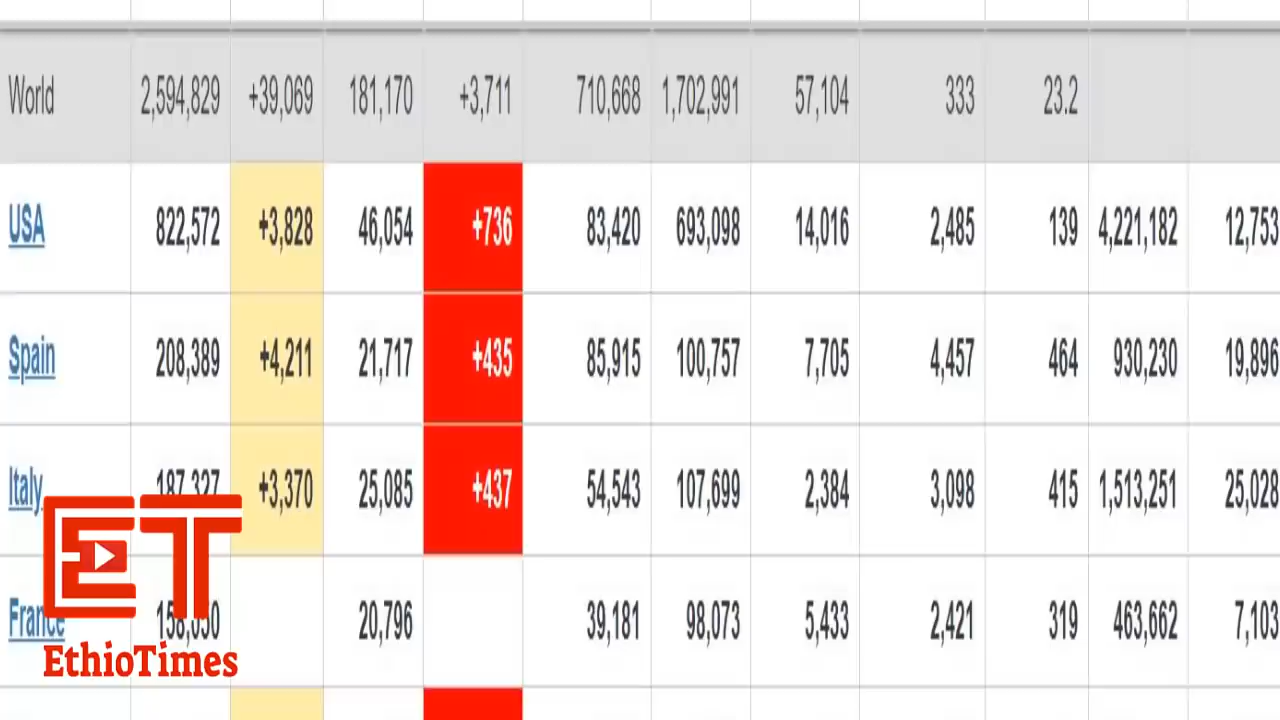 World 2,594,829 +39,069 181,170 +3,711 710,668 1,702,991 57,104 333 23.2
USA 822,572 +3,828 46,054 +736 83,420 693,098 14,016 2,485 139 4,221,182 12,753
Spain 208,389 +4,211 21,717 +435 85,915 100,757 7,705 4,457 464 930,230 19,896
Italy 187,327 +3,370 25,085 +437 54,543 107,699 2,384 3,098 415 1,513,251 25,028
France 20,796 39,181 98,073 5,433 2,421 319 463,662 7,103
ET
EthioTimes